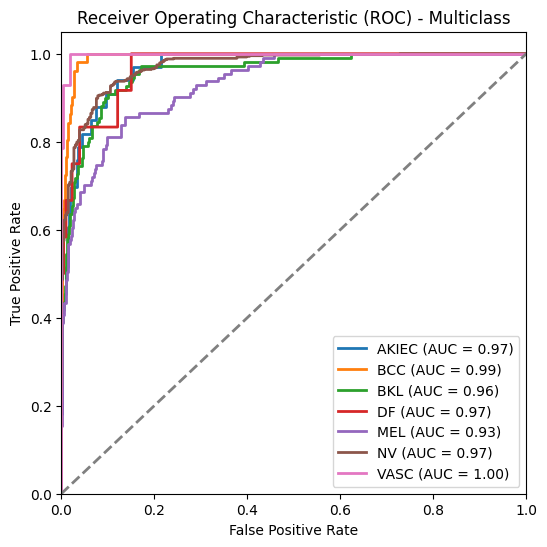 Receiver Operating Characteristic (ROC) - Multiclass
True Positive Rate
1.0
0.8
0.6
0.4
0.2
0.0
AKIEC (AUC = 0.97)
BCC (AUC = 0.99)
BKL (AUC = 0.96)
DF (AUC = 0.97)
MEL (AUC = 0.93)
NV (AUC = 0.97)
VASC (AUC = 1.00)
0.0 0.2 0.4 0.6 0.8 1.0
False Positive Rate